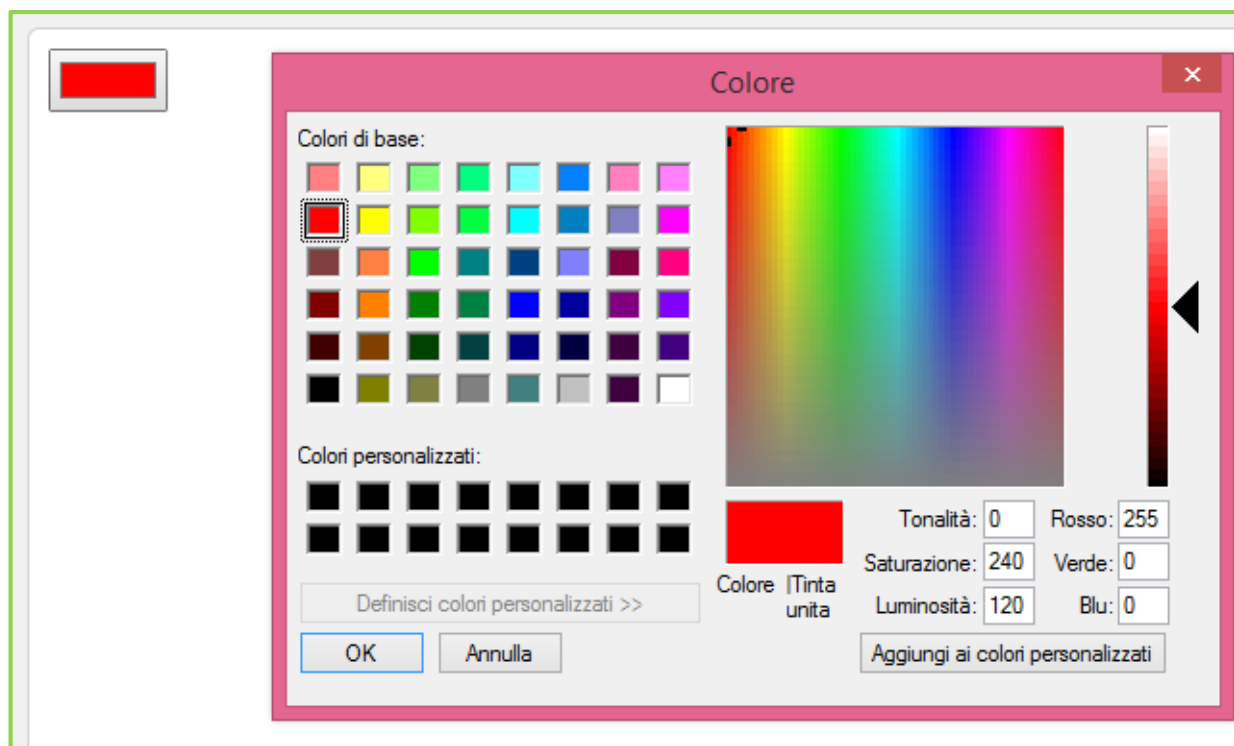 Colore
Colori di base:
Colori personalizzati:
Definisci colori personalizzati >>
OK
Annulla
Colore |Tinta
unita
Tonalità: 0
Rosso: 255
Saturazione: 240
Verde: 0
Luminosità: 120
Blu: 0
Aggiungi ai colori personalizzati